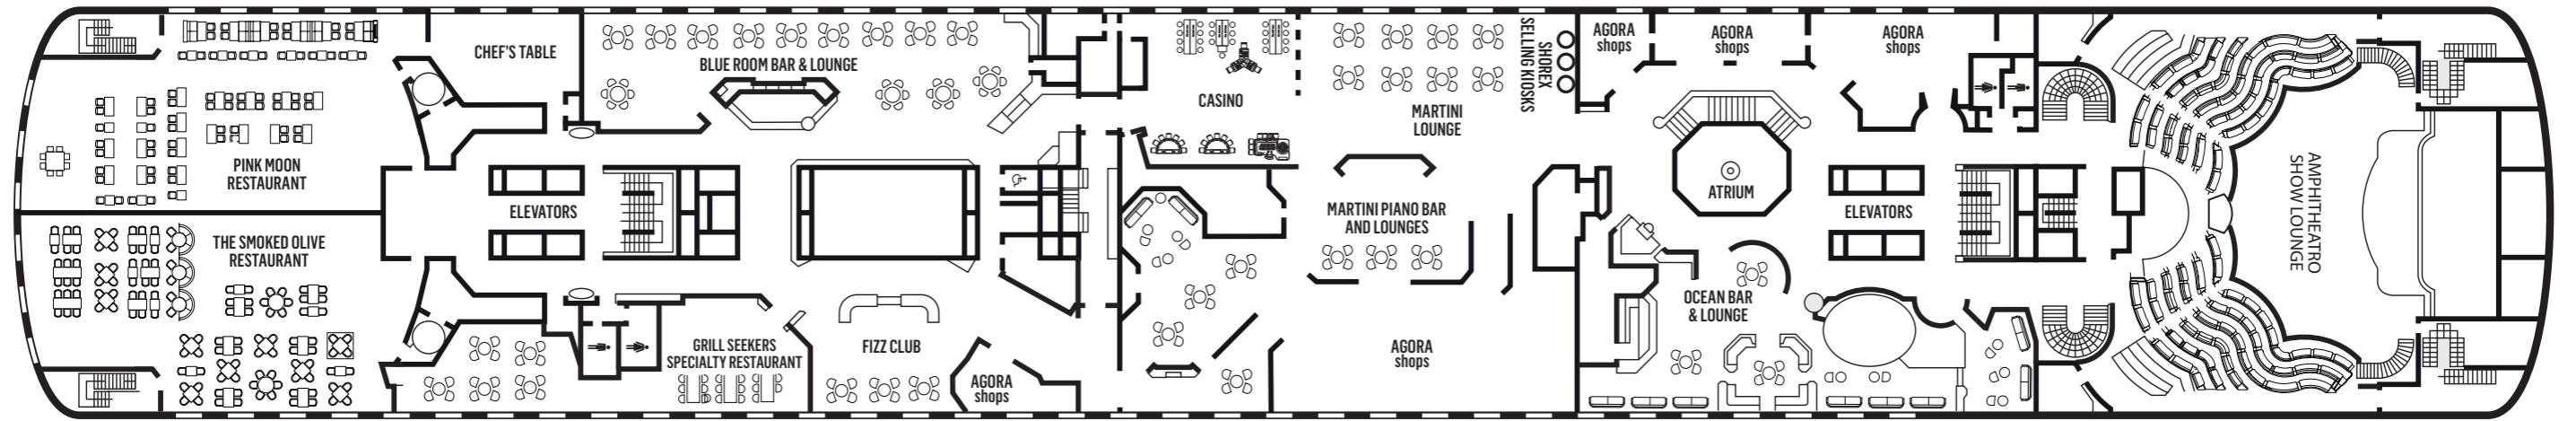 CHEF'S TABLE
BLUE ROOM BAR & LOUNGE
PINK MOON
RESTAURANT
THE SMOKED OLIVE
RESTAURANT
ELEVATORS
GRILL SEEKERS
SPECIALTY RESTAURANT
FIZZ CLUB
AGORA
shops
CASINO
MARTINI
LOUNGE
SHOREX
SELLING KIOSKS
MARTINI PIANO BAR
AND LOUNGES
AGORA
shops
AGORA
shops
AGORA
shops
AGORA
shops
ATRIUM
ELEVATORS
OCEAN BAR
& LOUNGE
AMPHITHEATRO
SHOW LOUNGE